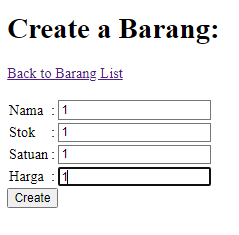 Create a Barang:
Back to Barang List
Nama : 1
Stok : 1
Satuan : 1
Harga : 1
Create